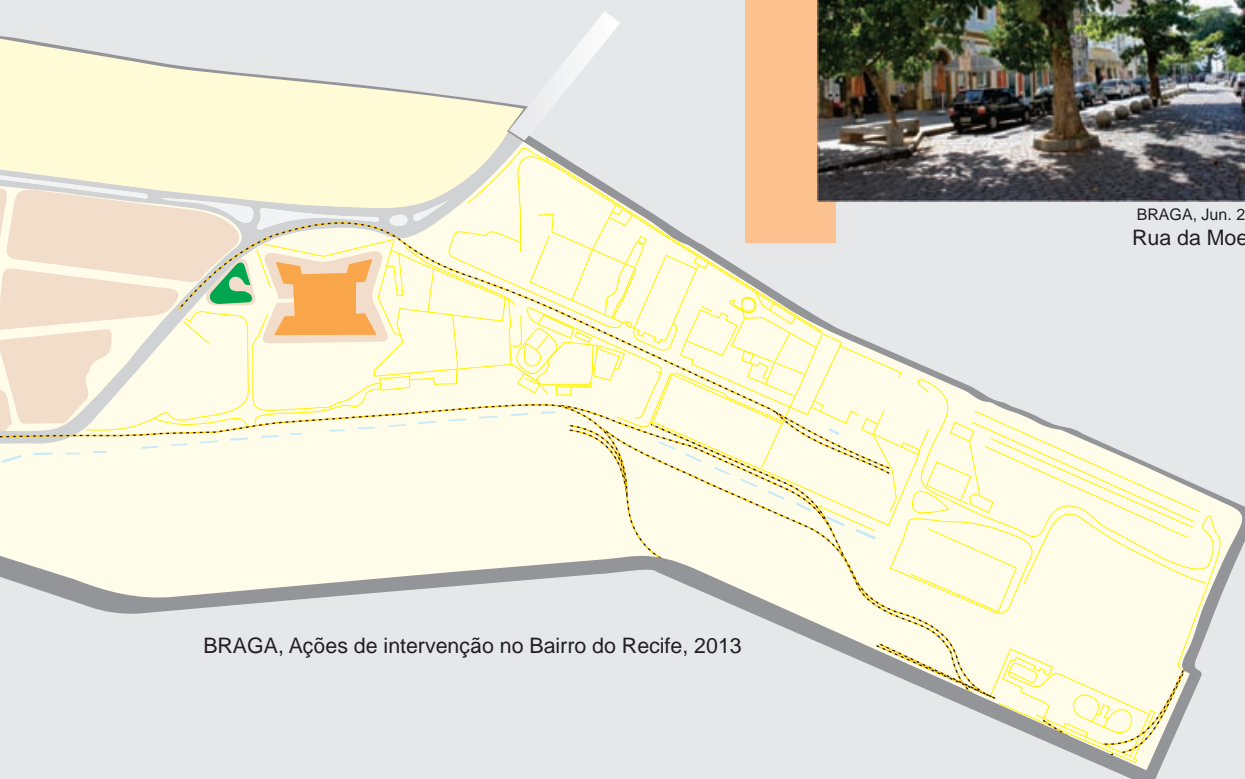 BRAGA, Jun. 2
Rua da Moe
BRAGA, Ações de intervenção no Bairro do Recife, 2013